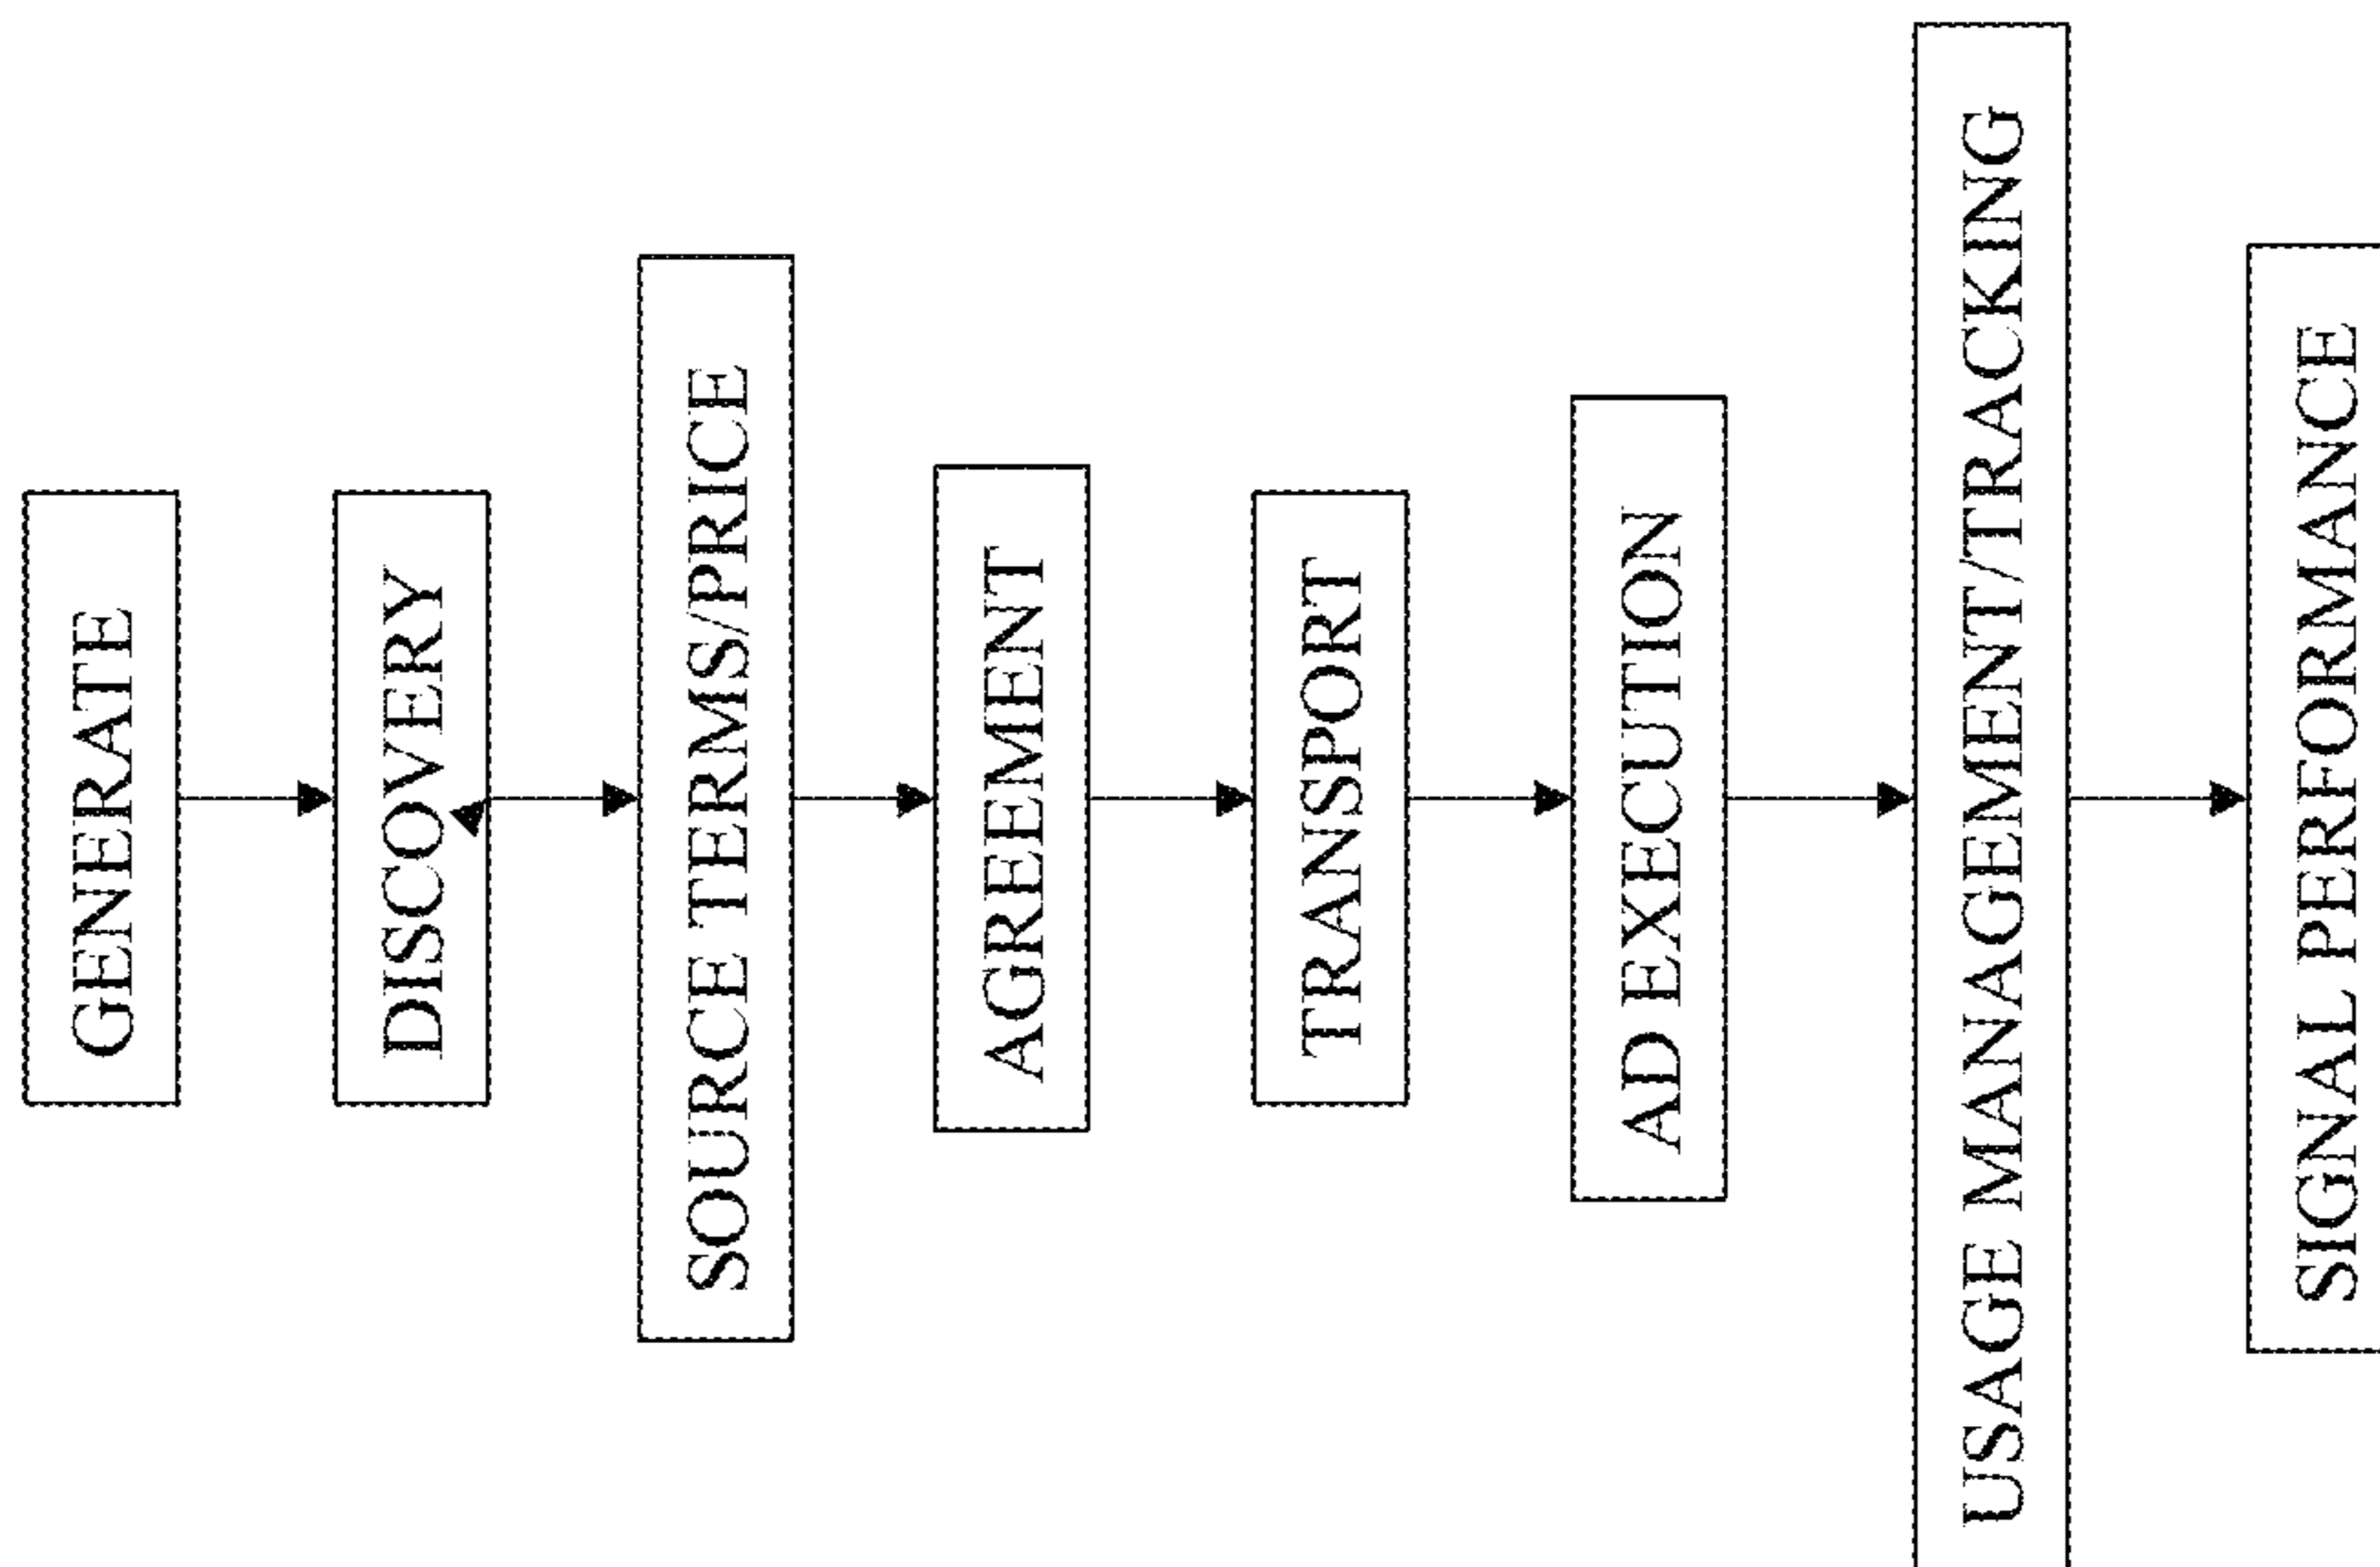 GENERATE
DISCOVERY
SOURCE TERMS/PRICE
AGREEMENT
TRANSPORT
AD EXECUTION
USAGE MANAGEMENT/TRACKING
SIGNAL PERFORMANCE